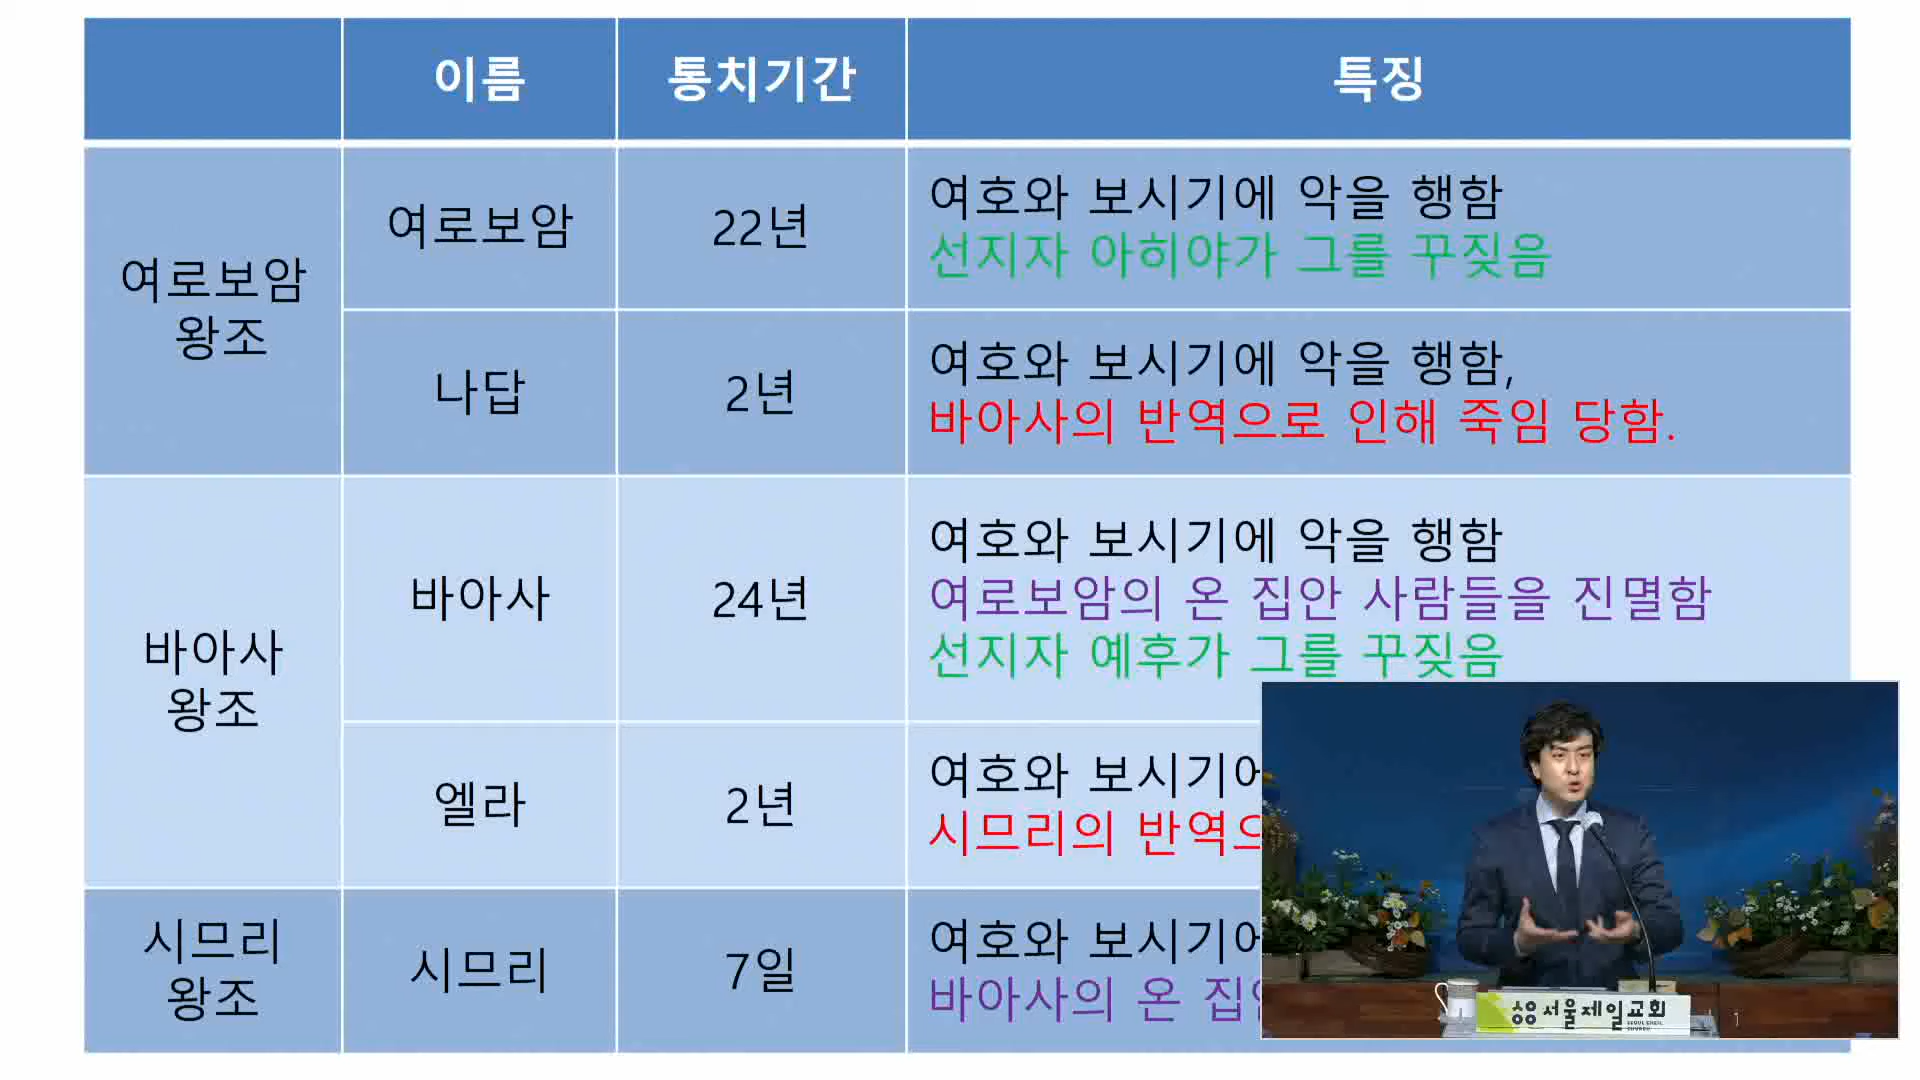 이름 통치기간 특징
여로보암
왕조
여로보암 22년
여호와 보시기에 악을 행함
선지자 아히야가 그를 꾸짖음
나답 2년
여호와 보시기에 악을 행함,
바아사의 반역으로 인해 죽임 당함.
바아사
왕조
바아사 24년
여호와 보시기에 악을 행함
여로보암의 온 집안 사람들을 진멸함
선지자 예후가 그를 꾸짖음
엘라 2년
여호와 보시기에
시므리의
시므리
왕조
시므리 7일
여호와 보시기에
바아사의 온
서울제일교회